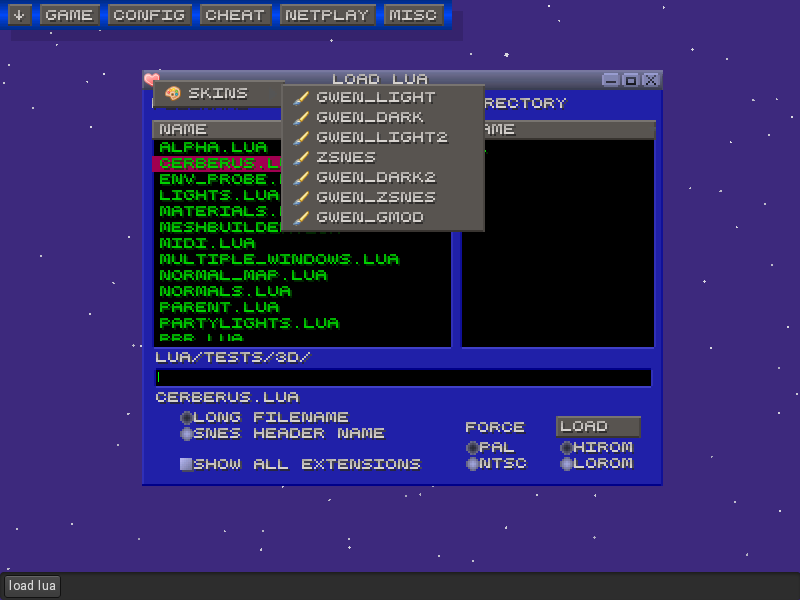 GAME CONFIG CHEAT NETPLAY MISC
LOAD LUA
SKINS
GWEN_LIGHT
GWEN_DARK
GWEN_LIGHT2
ZSNES
GWEN_DARK2
GWEN_ZSNES
GWEN_GMOD
RECTORY
NAME
AME
ALPHA.LUA
CERBERUS.L
ENV_PROBE.
LIGHTS.LUA
MATERIALS.
MESHBUILDE
MIDI.LUA
MULTIPLE_WINDOWS.LUA
NORMAL_MAP.LUA
NORMALS.LUA
PARENT.LUA
PARTYLIGHTS.LUA
LUA/TESTS/3D/
CERBERUS.LUA
LONG FILENAME
SNES HEADER NAME
SHOW ALL EXTENSIONS
FORCE
PAL
NTSC
LOAD
HIROM
LOROM
load lua